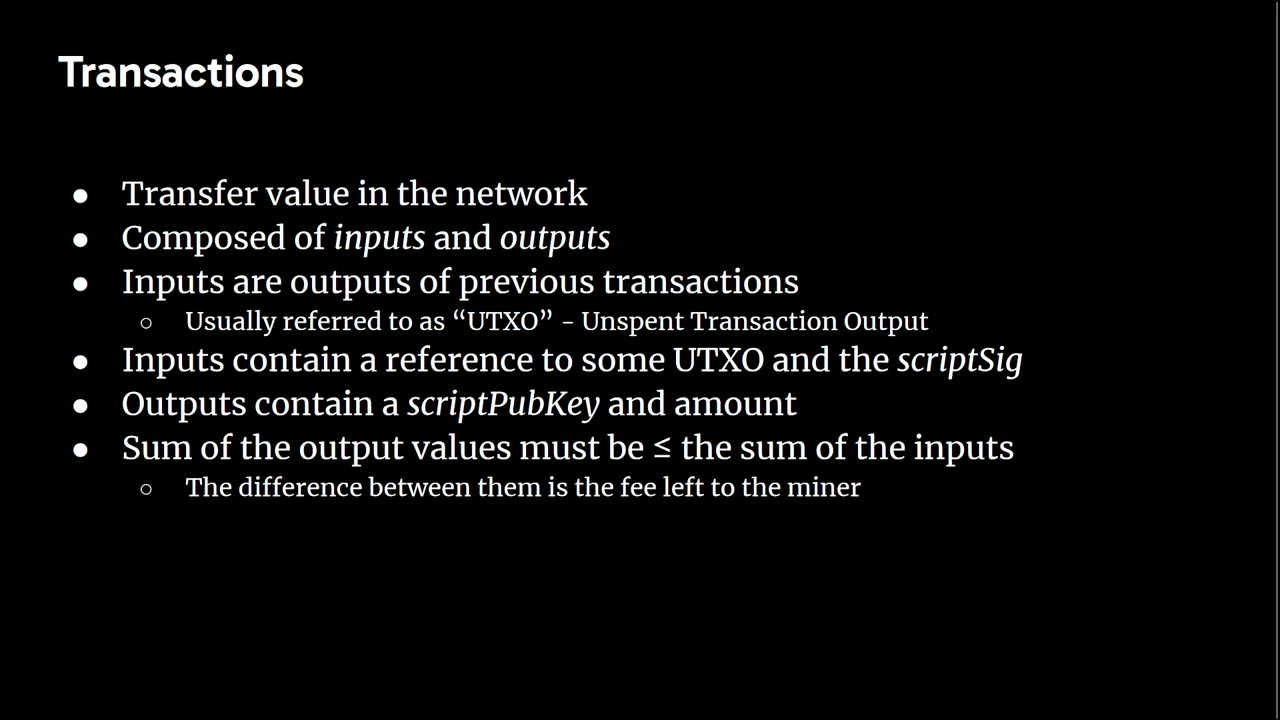 Transactions
● Transfer value in the network
● Composed of inputs and outputs
● Inputs are outputs of previous transactions
○ Usually referred to as “UTXO” - Unspent Transaction Output
● Inputs contain a reference to some UTXO and the scriptSig
● Outputs contain a scriptPubKey and amount
● Sum of the output values must be ≤ the sum of the inputs
○ The difference between them is the fee left to the miner